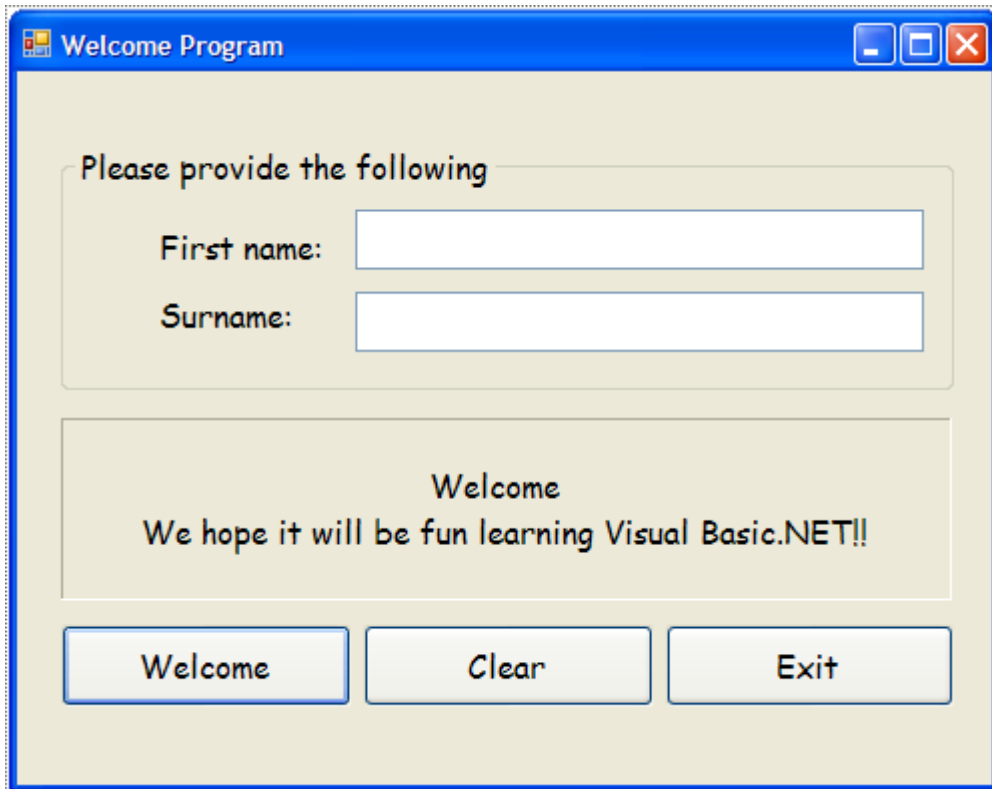 Welcome Program
Please provide the following
First name:
Surname:
Welcome
We hope it will be fun learning Visual Basic.NET!!
Welcome
Clear
Exit